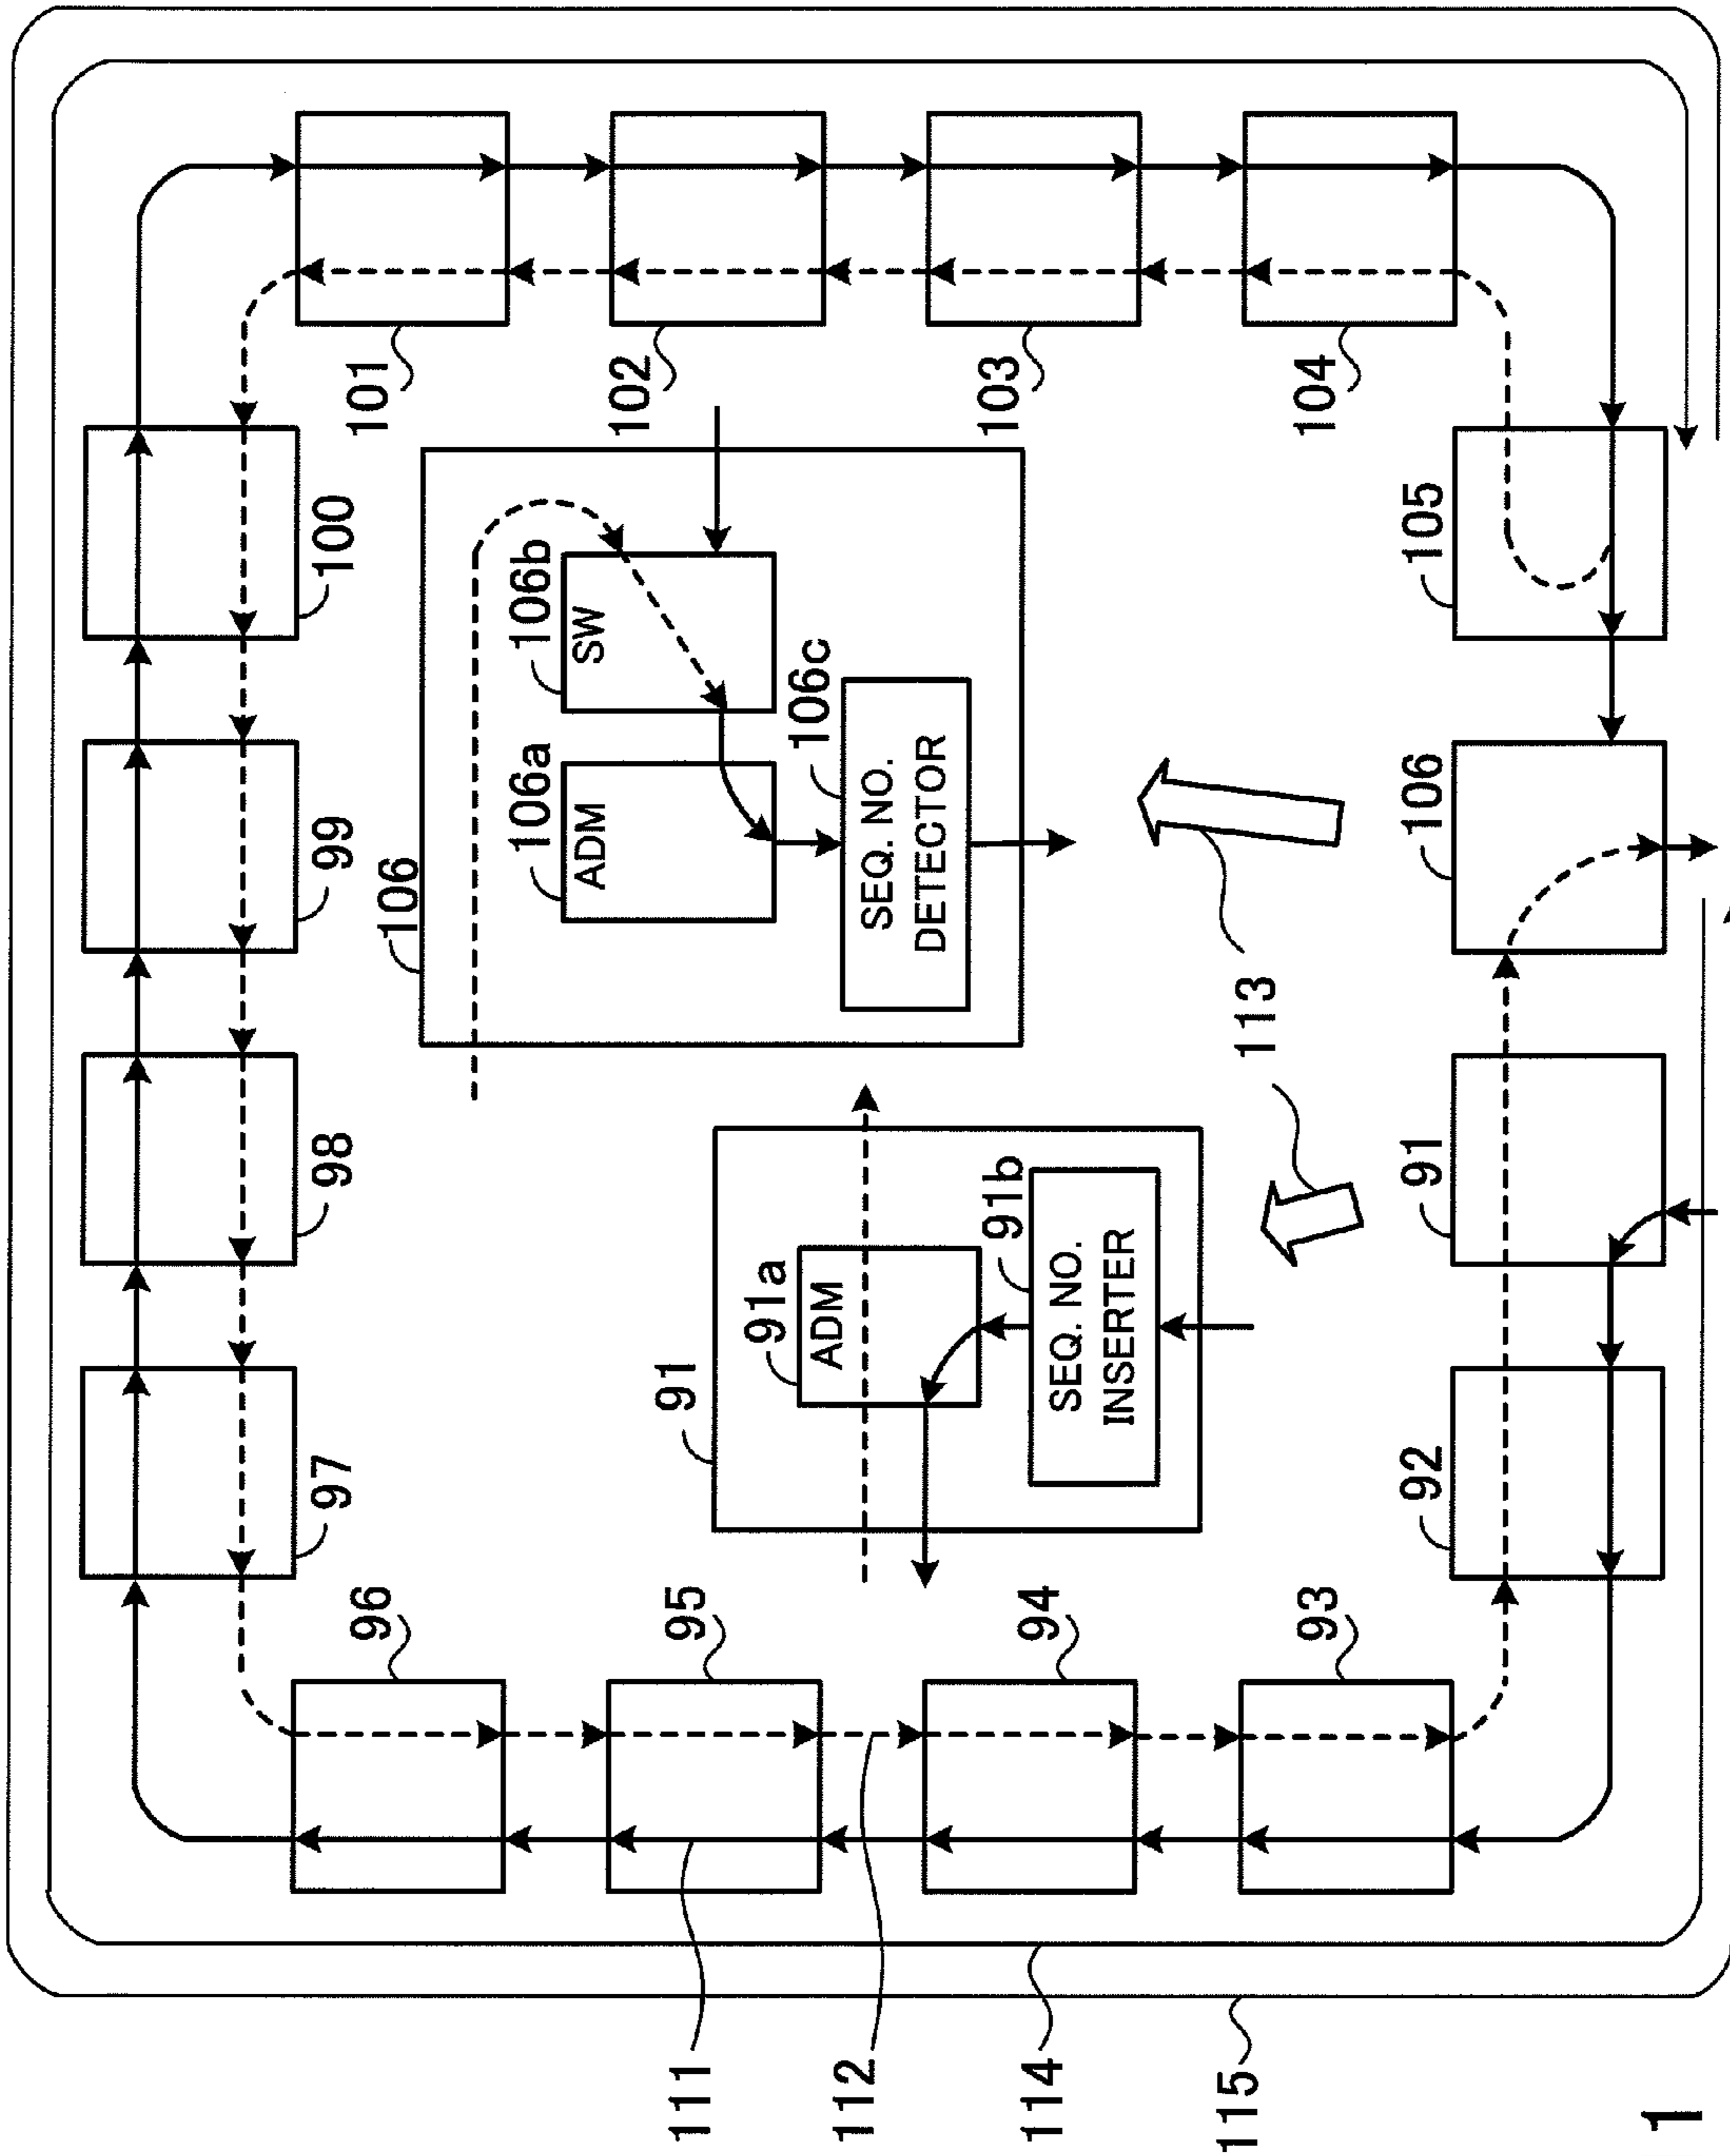 101
102
103
104
100
99
98
97
105
106
91
92
96
95
94
93
106
106a
ADM
106b
SW
106c
SEQ. NO.
DETECTOR
91
91a
ADM
91b
SEQ. NO.
INSERTER
113
111
112
114
115
1